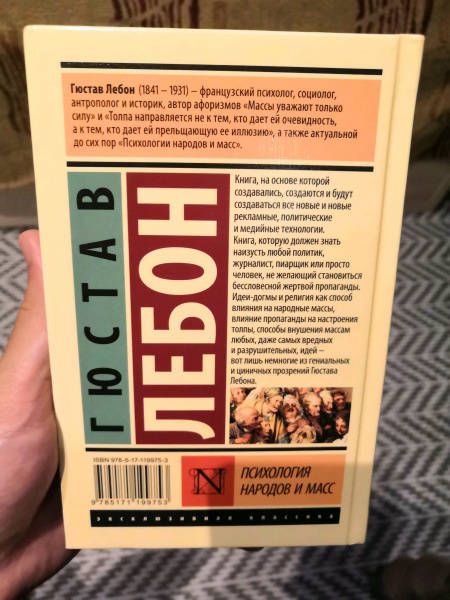 Гюстав Лебон (1841 – 1931) – французский психолог, социолог,
антрополог и историк, автор афоризмов «Массы уважают только
силу» и «Толпа направляется не к тем, кто дает ей очевидность,
а к тем, кто дает ей прельщающую ее иллюзию», а также актуальной
до сих пор «Психологии народов и масс».
ГЮСТАВ
ЛЕБОН
Книга, на основе которой
создавались, создаются и будут
создаваться все новые и новые
рекламные, политические
и медийные технологии.
Книга, которую должен знать
наизусть любой политик,
журналист, пиарщик или просто
человек, не желающий становиться
бессловесной жертвой пропаганды.
Идеи-догмы и религия как способ
влияния на народные массы,
влияние пропаганды на настроения
толпы, способы внушения массам
любых, даже самых вредных
и разрушительных, идей –
вот лишь немногие из гениальных
и циничных прозрений Гюстава
Лебона.
ISBN 978-5-17-119975-3
9 785171 199753
N
ПСИХОЛОГИЯ
НАРОДОВ И МАСС
ЭКСКЛЮЗИВНАЯ КЛАССИКА